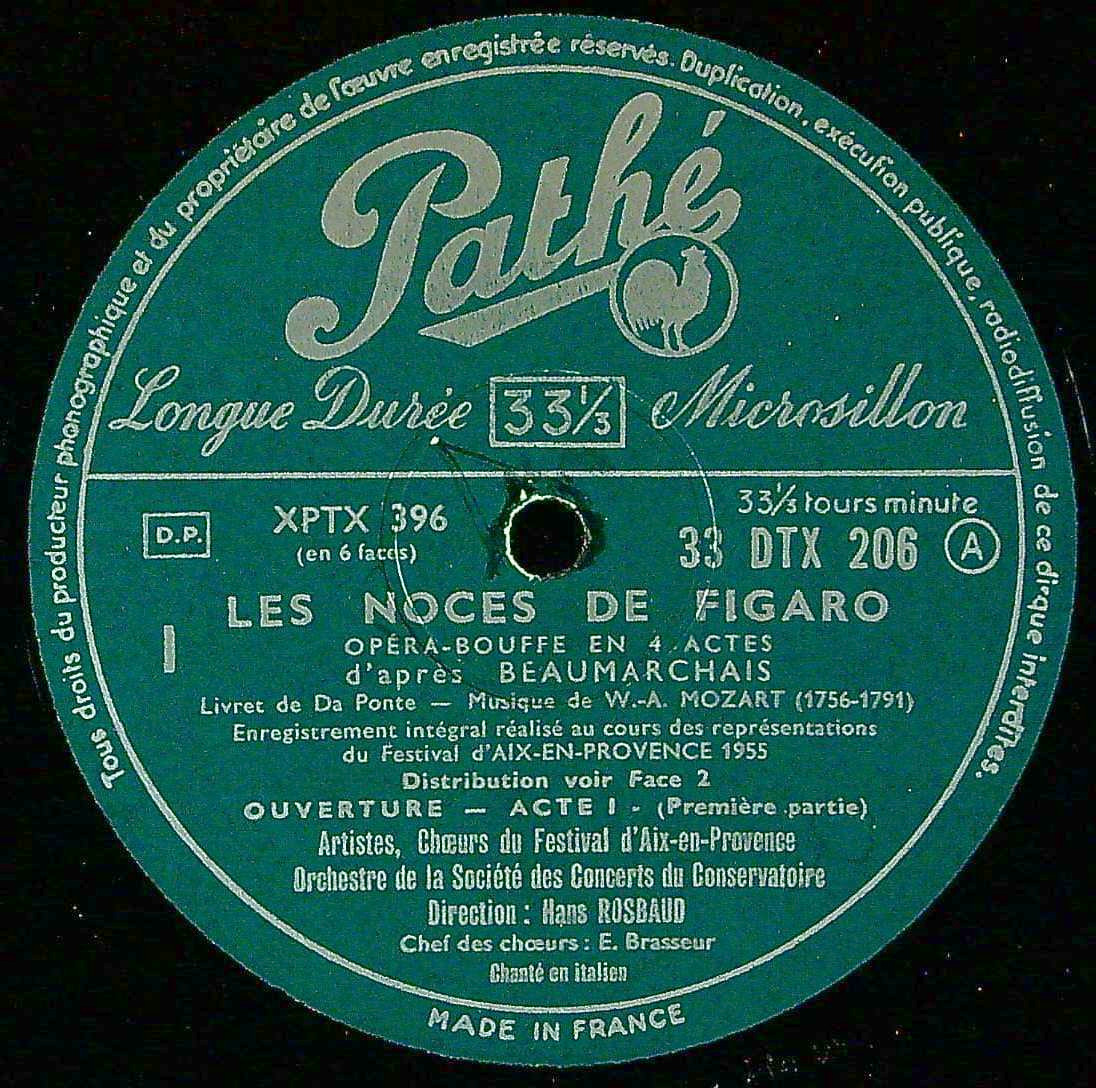 Tous droits du producteur phonographique et du propriétaire de l'œuvre enregistrée réservés. Duplication, exécution publique, radiodiffusion de ce disque interdites.
Pathé
Longue Durée 33 1/3 Microsillon
33 1/3 tours minute
D.P. XPTX 396 33 DTX 206 A
(en 6 faces)
LES NOCES DE FIGARO
I
OPÉRA-BOUFFE EN 4 ACTES
d'après BEAUMARCHAIS
Livret de Da Ponte — Musique de W.-A. MOZART (1756-1791)
Enregistrement intégral réalisé au cours des représentations
du Festival d'AIX-EN-PROVENCE 1955
Distribution voir Face 2
OUVERTURE — ACTE I - (Première partie)
Artistes, Chœurs du Festival d'Aix-en-Provence
Orchestre de la Société des Concerts du Conservatoire
Direction : Hans ROSBAUD
Chef des chœurs : E. Brasseur
Chanté en italien
MADE IN FRANCE